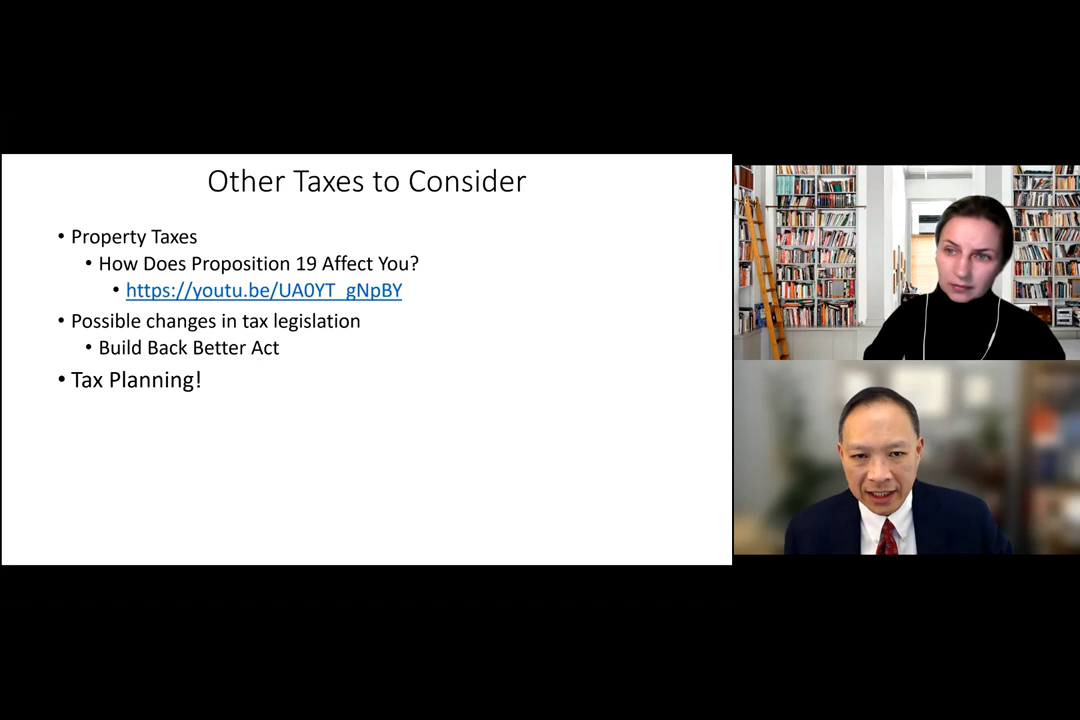 Other Taxes to Consider
• Property Taxes
• How Does Proposition 19 Affect You?
• https://youtu.be/UA0YT_gNpBY
• Possible changes in tax legislation
• Build Back Better Act
• Tax Planning!